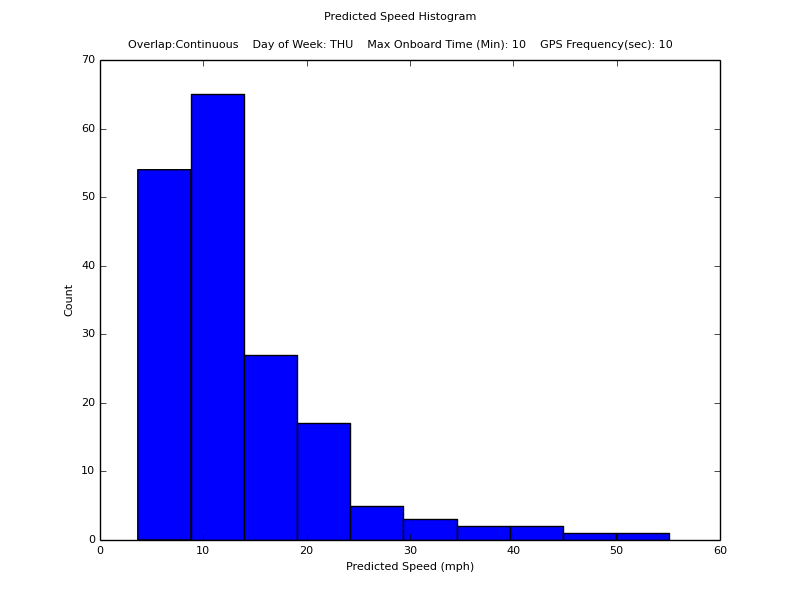 Predicted Speed Histogram
Overlap:Continuous    Day of Week: THU    Max Onboard Time (Min): 10    GPS Frequency(sec): 10
70
60
50
40
30
20
10
0
Count
0 10 20 30 40 50 60
Predicted Speed (mph)